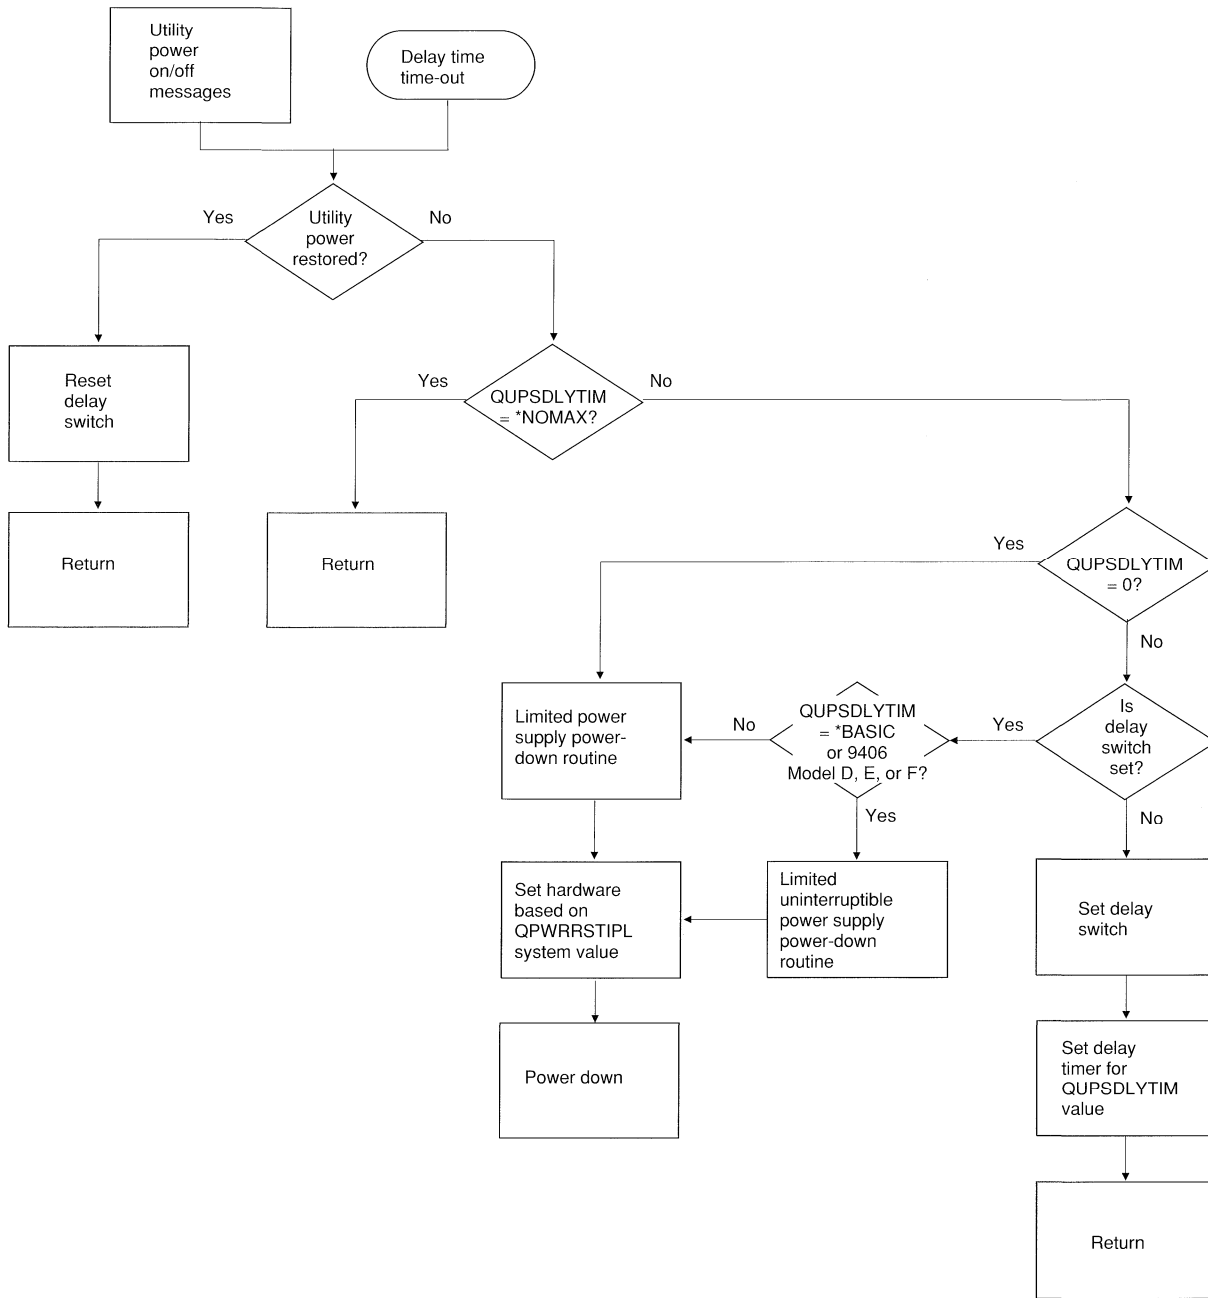 Utility
power
on/off
messages
Delay time
time-out
Yes
Utility
power
restored?
No
Reset
delay
switch
Return
Yes
QUPSDLYTIM
= *NOMAX?
No
Return
Yes
QUPSDLYTIM
= 0?
No
Limited power
supply power-
down routine
No
QUPSDLYTIM
= *BASIC
or 9406
Model D, E, or F?
Yes
Yes
Is
delay
switch
set?
No
Set hardware
based on
QPWRRSTIPL
system value
Limited
uninterruptible
power supply
power-down
routine
Set delay
switch
Power down
Set delay
timer for
QUPSDLYTIM
value
Return